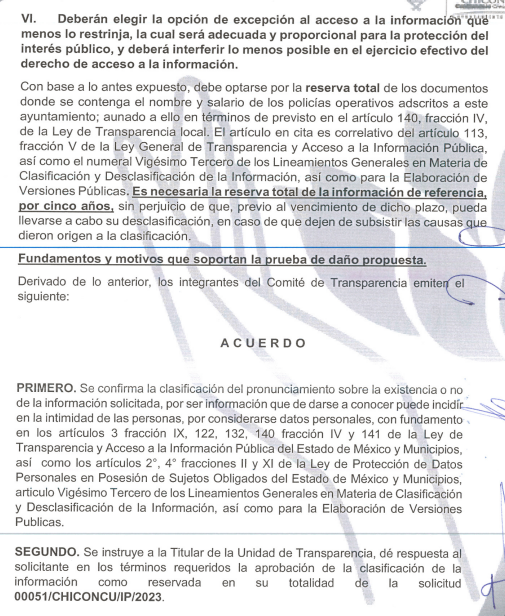 CHICON
VI. Deberán elegir la opción de excepción al acceso a la información que
menos lo restrinja, la cual será adecuada y proporcional para la protección del
interés público, y deberá interferir lo menos posible en el ejercicio efectivo del
derecho de acceso a la información.
Con base a lo antes expuesto, debe optarse por la reserva total de los documentos
donde se contenga el nombre y salario de los policías operativos adscritos a este
ayuntamiento; aunado a ello en términos de previsto en el artículo 140, fracción IV,
de la Ley de Transparencia local. El artículo en cita es correlativo del artículo 113,
fracción V de la Ley General de Transparencia y Acceso a la Información Pública,
así como el numeral Vigésimo Tercero de los Lineamientos Generales en Materia de
Clasificación y Desclasificación de la Información, así como para la Elaboración de
Versiones Públicas. Es necesaria la reserva total de la información de referencia,
por cinco años, sin perjuicio de que, previo al vencimiento de dicho plazo, pueda
llevarse a cabo su desclasificación, en caso de que dejen de subsistir las causas que
dieron origen a la clasificación.
Fundamentos y motivos que soportan la prueba de daño propuesta.
Derivado de lo anterior, los integrantes del Comité de Transparencia emiten el
siguiente:
A C U E R D O
PRIMERO. Se confirma la clasificación del pronunciamiento sobre la existencia o no
de la información solicitada, por ser información que de darse a conocer puede incidir
en la intimidad de las personas, por considerarse datos personales, con fundamento
en los artículos 3 fracción IX, 122, 132, 140 fracción IV y 141 de la Ley de
Transparencia y Acceso a la Información Pública del Estado de México y Municipios,
así como los artículos 2°, 4° fracciones II y XI de la Ley de Protección de Datos
Personales en Posesión de Sujetos Obligados del Estado de México y Municipios,
articulo Vigésimo Tercero de los Lineamientos Generales en Materia de Clasificación
y Desclasificación de la Información, así como para la Elaboración de Versiones
Publicas.
SEGUNDO. Se instruye a la Titular de la Unidad de Transparencia, dé respuesta al
solicitante en los términos requeridos la aprobación de la clasificación de la
información como reservada en su totalidad de la solicitud
00051/CHICONCU/IP/2023.